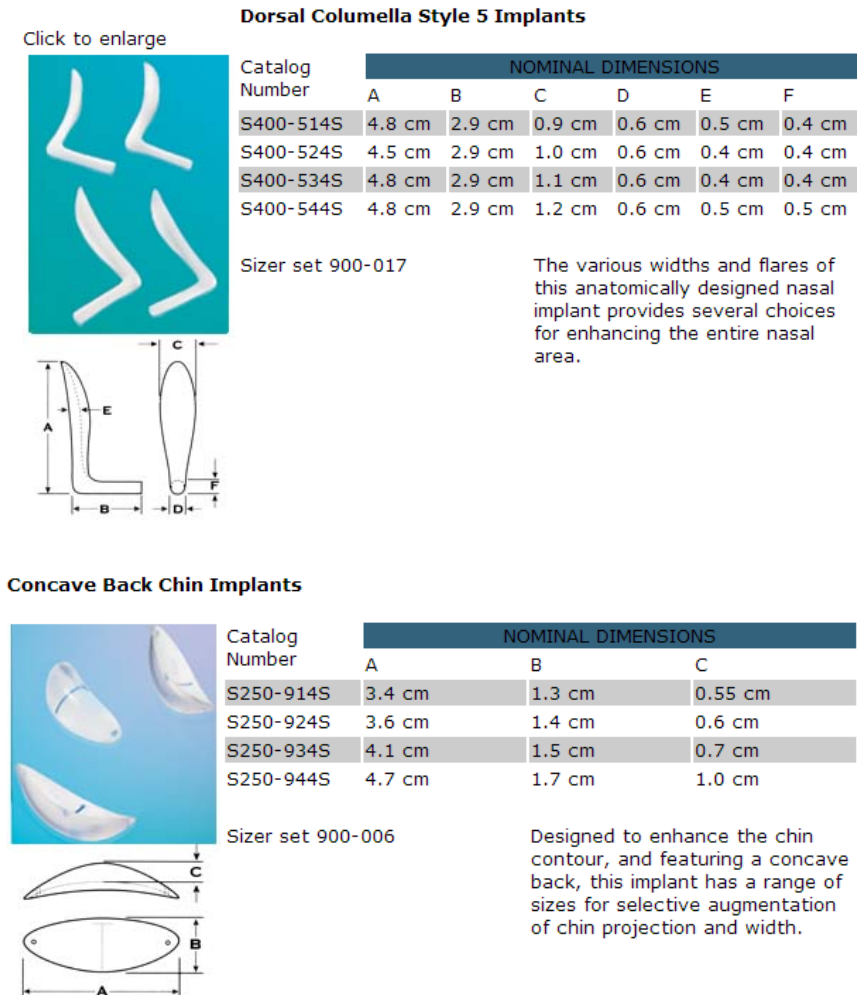 Dorsal Columella Style 5 Implants
Click to enlarge
Catalog Number NOMINAL DIMENSIONS
A B C D E F
S400-514S 4.8 cm 2.9 cm 0.9 cm 0.6 cm 0.5 cm 0.4 cm
S400-524S 4.5 cm 2.9 cm 1.0 cm 0.6 cm 0.4 cm 0.4 cm
S400-534S 4.8 cm 2.9 cm 1.1 cm 0.6 cm 0.4 cm 0.4 cm
S400-544S 4.8 cm 2.9 cm 1.2 cm 0.6 cm 0.5 cm 0.5 cm
Sizer set 900-017
The various widths and flares of
this anatomically designed nasal
implant provides several choices
for enhancing the entire nasal
area.
C
E
A
F
B D
Concave Back Chin Implants
Catalog Number NOMINAL DIMENSIONS
A B C
S250-914S 3.4 cm 1.3 cm 0.55 cm
S250-924S 3.6 cm 1.4 cm 0.6 cm
S250-934S 4.1 cm 1.5 cm 0.7 cm
S250-944S 4.7 cm 1.7 cm 1.0 cm
Sizer set 900-006
Designed to enhance the chin
contour, and featuring a concave
back, this implant has a range of
sizes for selective augmentation
of chin projection and width.
C
B
A